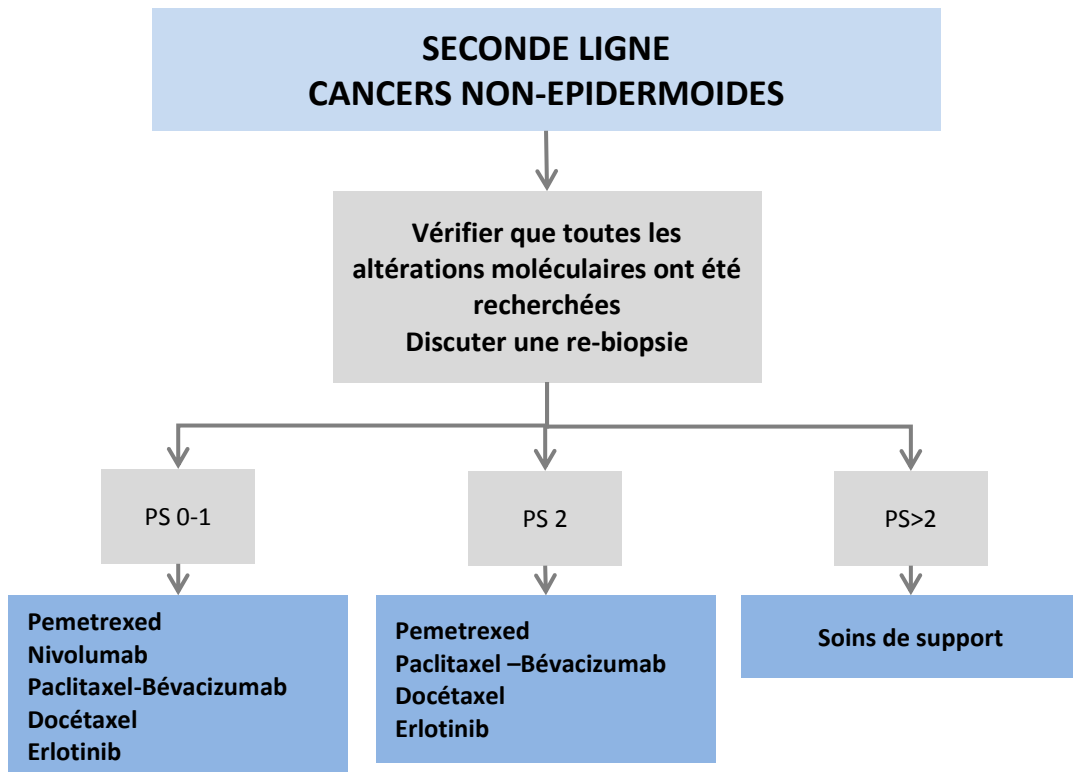 SECONDE LIGNE
CANCERS NON-EPIDERMOIDES
Vérifier que toutes les
altérations moléculaires ont été
recherchées
Discuter une re-biopsie
PS 0-1
PS 2
PS>2
Pemetrexed
Nivolumab
Paclitaxel-Bévacizumab
Docétaxel
Erlotinib
Pemetrexed
Paclitaxel –Bévacizumab
Docétaxel
Erlotinib
Soins de support